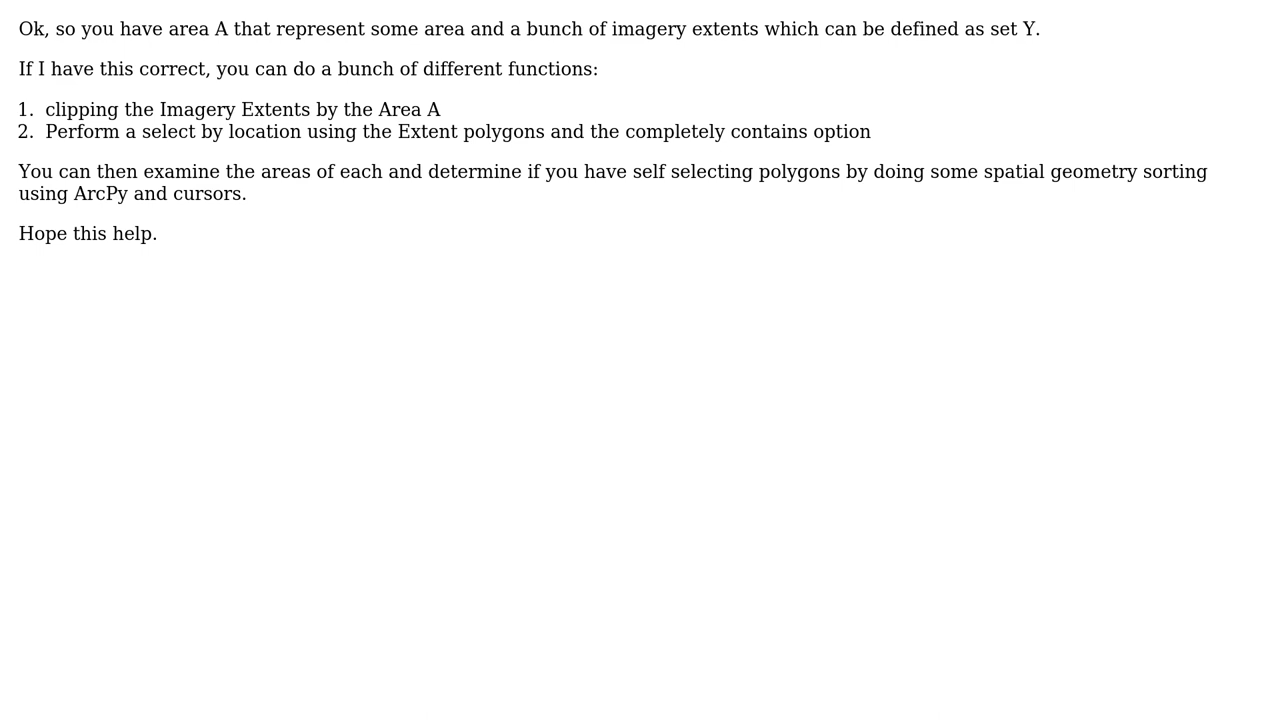 Ok, so you have area A that represent some area and a bunch of imagery extents which can be defined as set Y.
If I have this correct, you can do a bunch of different functions:
1. clipping the Imagery Extents by the Area A
2. Perform a select by location using the Extent polygons and the completely contains option
You can then examine the areas of each and determine if you have self selecting polygons by doing some spatial geometry sorting
using ArcPy and cursors.
Hope this help.